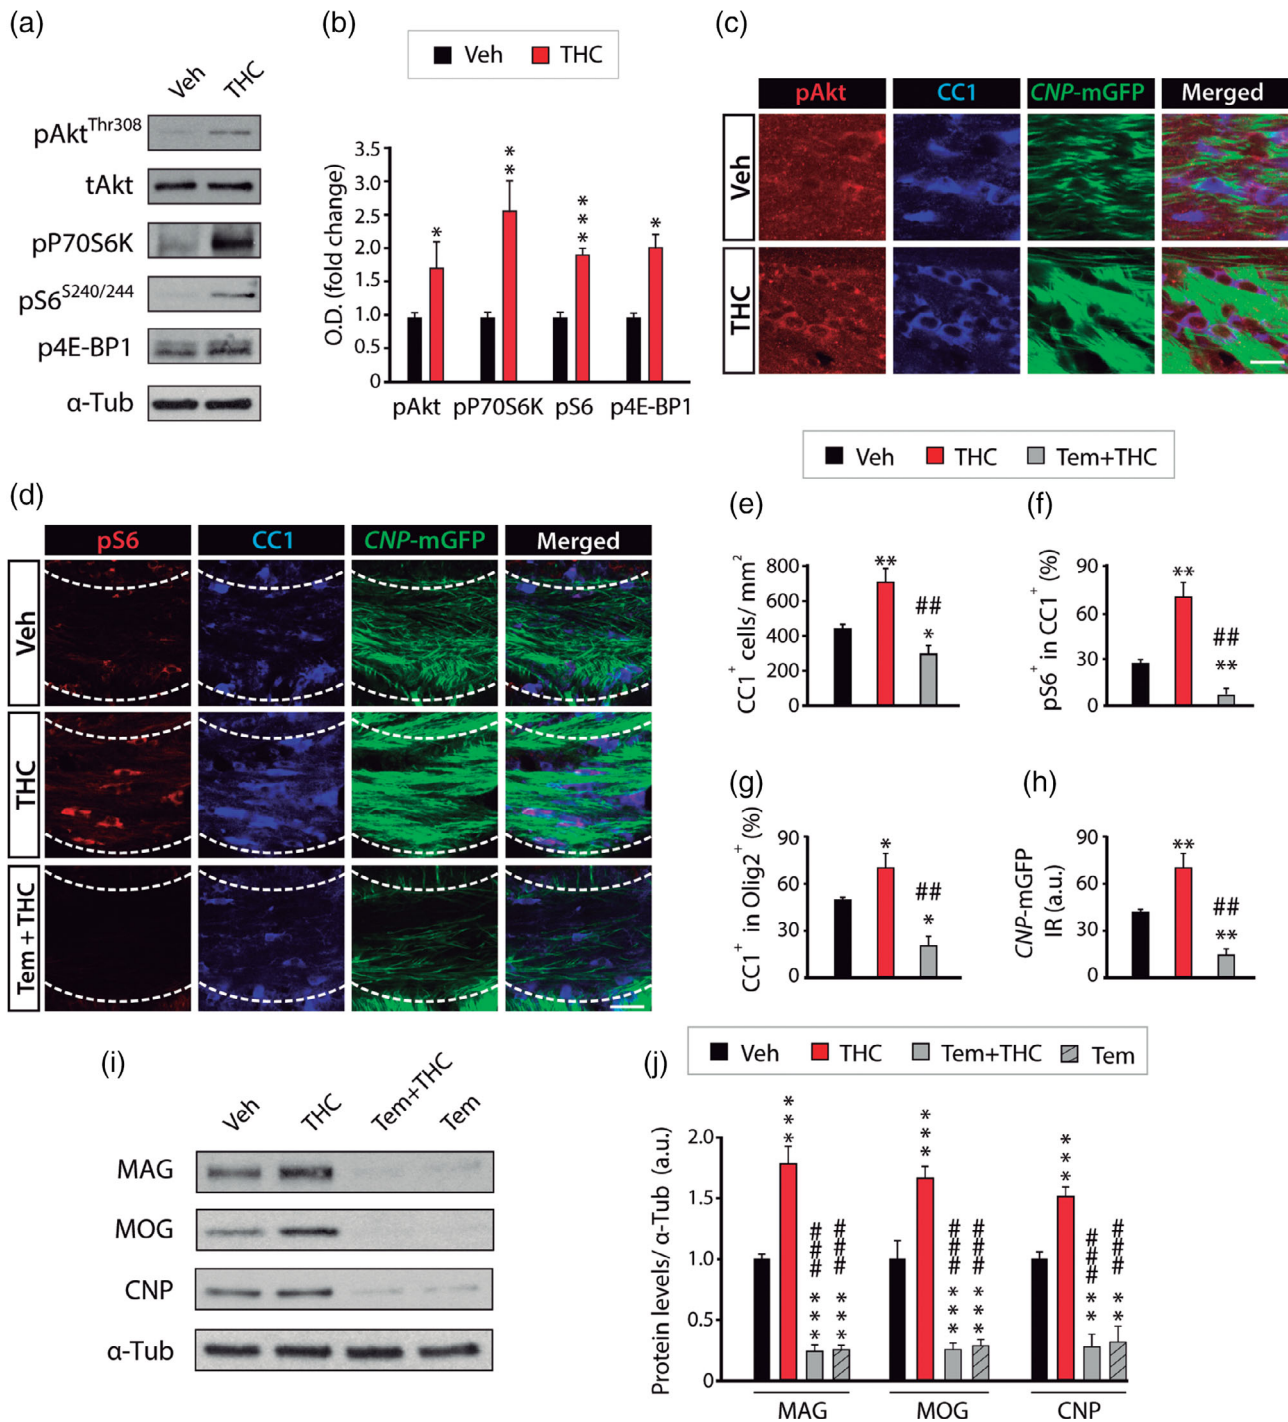 (a)
Veh THC
pAkt^Thr308
tAkt
pP70S6K
pS6^S240/244
p4E-BP1
α-Tub
(b)
Veh THC
O.D. (fold change)
3.5
3.0
2.5
2.0
1.5
1.0
0.5
0
* ** *** *
pAkt pP70S6K pS6 p4E-BP1
(c)
pAkt CC1 CNP-mGFP Merged
Veh
THC
(d)
pS6 CC1 CNP-mGFP Merged
Veh
THC
Tem + THC
Veh THC Tem+THC
(e)
CC1+ cells/ mm²
800
600
400
200
0
** ## *
(f)
pS6+ in CC1+ (%)
90
60
30
0
** ## **
(g)
CC1+ in Olig2+ (%)
90
60
30
0
* ## *
(h)
CNP-mGFP
IR (a.u.)
90
60
30
0
** ## **
(i)
Veh THC Tem+THC Tem
MAG
MOG
CNP
α-Tub
(j)
Veh THC Tem+THC Tem
Protein levels/ α-Tub (a.u.)
2.0
1.5
1.0
0.5
0
*** ### *** ### ***
*** ### *** ### ***
*** ### ** ### **
MAG MOG CNP